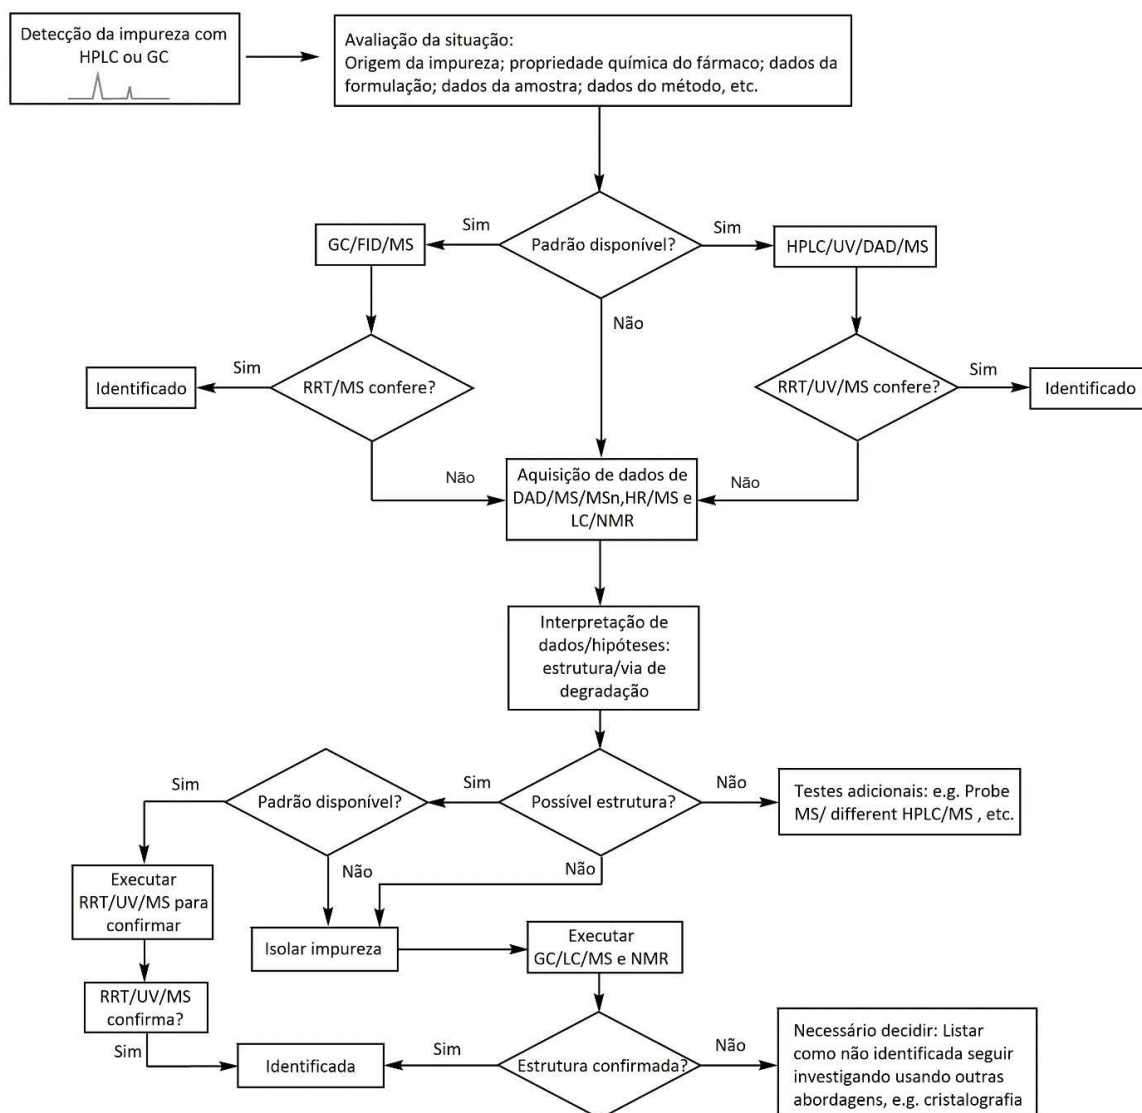 Detecção da impureza com
HPLC ou GC
Avaliação da situação:
Origem da impureza; propriedade química do fármaco; dados da
formulação; dados da amostra; dados do método, etc.
Sim
Sim
GC/FID/MS
Padrão disponível?
HPLC/UV/DAD/MS
Não
Sim
Sim
Identificado
RRT/MS confere?
RRT/UV/MS confere?
Identificado
Não
Aquisição de dados de
DAD/MS/MSn,HR/MS e
LC/NMR
Não
Interpretação de
dados/hipóteses:
estrutura/via de
degradação
Sim
Sim
Não
Padrão disponível?
Possível estrutura?
Testes adicionais: e.g. Probe
MS/ different HPLC/MS , etc.
Não
Não
Executar
RRT/UV/MS para
confirmar
Isolar impureza
Executar
GC/LC/MS e NMR
RRT/UV/MS
confirma?
Sim
Identificada
Sim
Estrutura confirmada?
Não
Necessário decidir: Listar
como não identificada seguir
investigando usando outras
abordagens, e.g. cristalografia